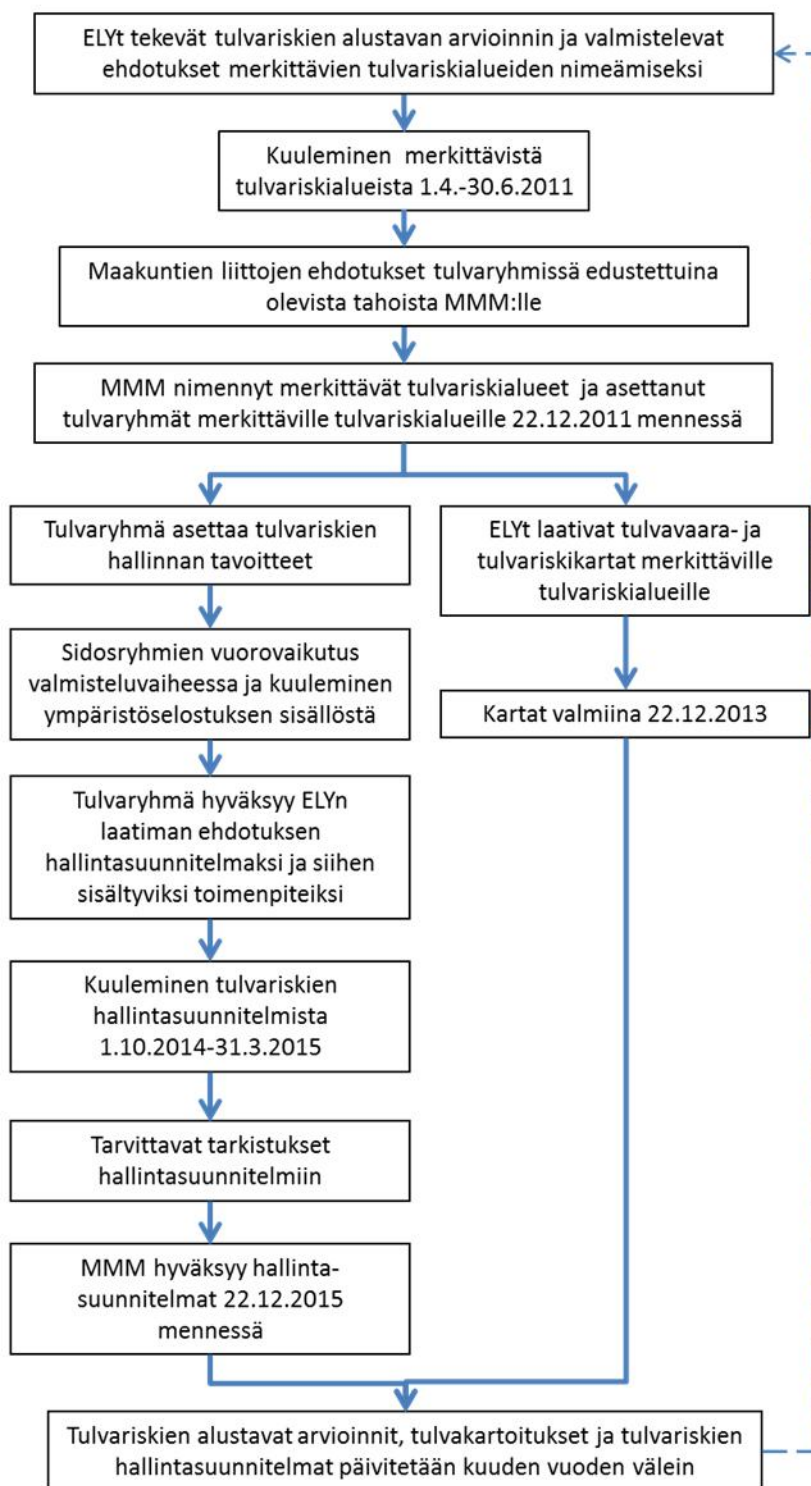 ELYt tekevät tulvariskien alustavan arvioinnin ja valmistelevat
ehdotukset merkittävien tulvariskialueiden nimeämiseksi
Kuuleminen merkittävistä
tulvariskialueista 1.4.-30.6.2011
Maakuntien liittojen ehdotukset tulvaryhmissä edustettuina
olevista tahoista MMM:lle
MMM nimennyt merkittävät tulvariskialueet ja asettanut
tulvaryhmät merkittäville tulvariskialueille 22.12.2011 mennessä
Tulvaryhmä asettaa tulvariskien
hallinnan tavoitteet
Sidosryhmien vuorovaikutus
valmisteluvaiheessa ja kuuleminen
ympäristöselostuksen sisällöstä
Tulvaryhmä hyväksyy ELYn
laatiman ehdotuksen
hallintasuunnitelmaksi ja siihen
sisältyviksi toimenpiteiksi
Kuuleminen tulvariskien
hallintasuunnitelmista
1.10.2014-31.3.2015
Tarvittavat tarkistukset
hallintasuunnitelmiin
MMM hyväksyy hallinta-
suunnitelmat 22.12.2015
mennessä
ELYt laativat tulvavaara- ja
tulvariskikartat merkittäville
tulvariskialueille
Kartat valmiina 22.12.2013
Tulvariskien alustavat arvioinnit, tulvakartoitukset ja tulvariskien
hallintasuunnitelmat päivitetään kuuden vuoden välein